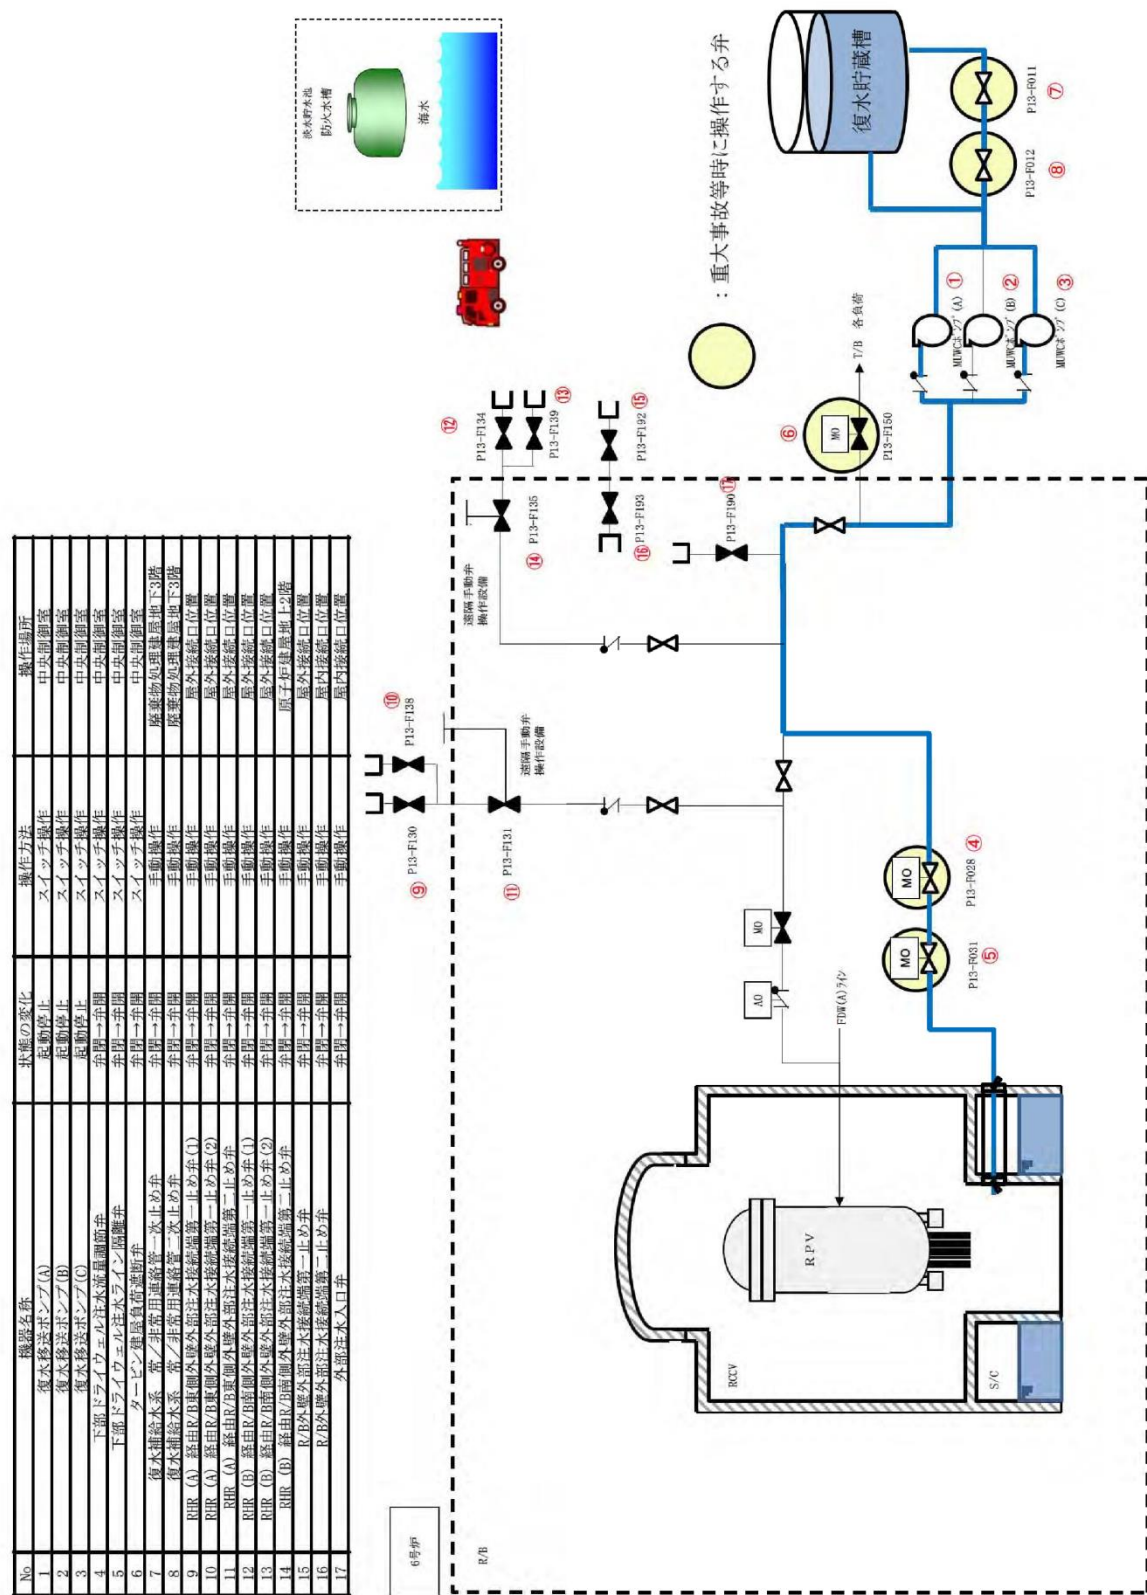 No 機器名称 状態の変化 操作方法 操作場所
1 復水移送ポンプ(A) 起動停止 スイッチ操作 中央制御室
2 復水移送ポンプ(B) 起動停止 スイッチ操作 中央制御室
3 復水移送ポンプ(C) 起動停止 スイッチ操作 中央制御室
4 下部ドライウェル注水流量調節弁 弁閉→弁開 スイッチ操作 中央制御室
5 下部ドライウェル注水ライン隔離弁 弁閉→弁開 スイッチ操作 中央制御室
6 タービン建屋負荷遮断弁 弁開→弁閉 スイッチ操作 中央制御室
7 復水補給水系 常/非常用連絡管一次止め弁 弁閉→弁開 手動操作 廃棄物処理建屋地下3階
8 復水補給水系 常/非常用連絡管二次止め弁 弁閉→弁開 手動操作 廃棄物処理建屋地下3階
9 RHR (A) 経由R/B東側外壁外部注水接続端第一止め弁(1) 弁閉→弁開 手動操作 屋外接続口位置
10 RHR (A) 経由R/B東側外壁外部注水接続端第一止め弁(2) 弁閉→弁開 手動操作 屋外接続口位置
11 RHR (A) 経由R/B東側外壁外部注水接続端第二止め弁 弁閉→弁開 手動操作 屋外接続口位置
12 RHR (B) 経由R/B南側外壁外部注水接続端第一止め弁(1) 弁閉→弁開 手動操作 屋外接続口位置
13 RHR (B) 経由R/B南側外壁外部注水接続端第一止め弁(2) 弁閉→弁開 手動操作 屋外接続口位置
14 RHR (B) 経由R/B南側外壁外部注水接続端第二止め弁 弁閉→弁開 手動操作 原子炉建屋地上2階
15 R/B外壁外部注水接続端第一止め弁 弁閉→弁開 手動操作 屋外接続口位置
16 R/B外壁外部注水接続端第二止め弁 弁閉→弁開 手動操作 屋内接続口位置
17 外部注水入口弁 弁閉→弁開 手動操作 屋内接続口位置
6号炉
R/B
淡水貯水池
防火水槽
海水
:重大事故等時に操作する弁
⑩
P13-F138
P13-F130
⑨
遠隔手動弁
操作設備
P13-F131
⑪
⑫
P13-F134
⑬
P13-F139
P13-F135
⑭
遠隔手動弁
操作設備
⑮
P13-F192
P13-F193
⑯
P13-F190
⑰
⑥
MO
P13-F150
T/B 各負荷
①
MUWCポンプ(A)
②
MUWCポンプ(B)
③
MUWCポンプ(C)
復水貯蔵槽
P13-F011
⑦
P13-F012
⑧
MO
AO
FDW(A)ライン
MO
P13-F028
④
MO
P13-F031
⑤
RCCV
RPV
S/C